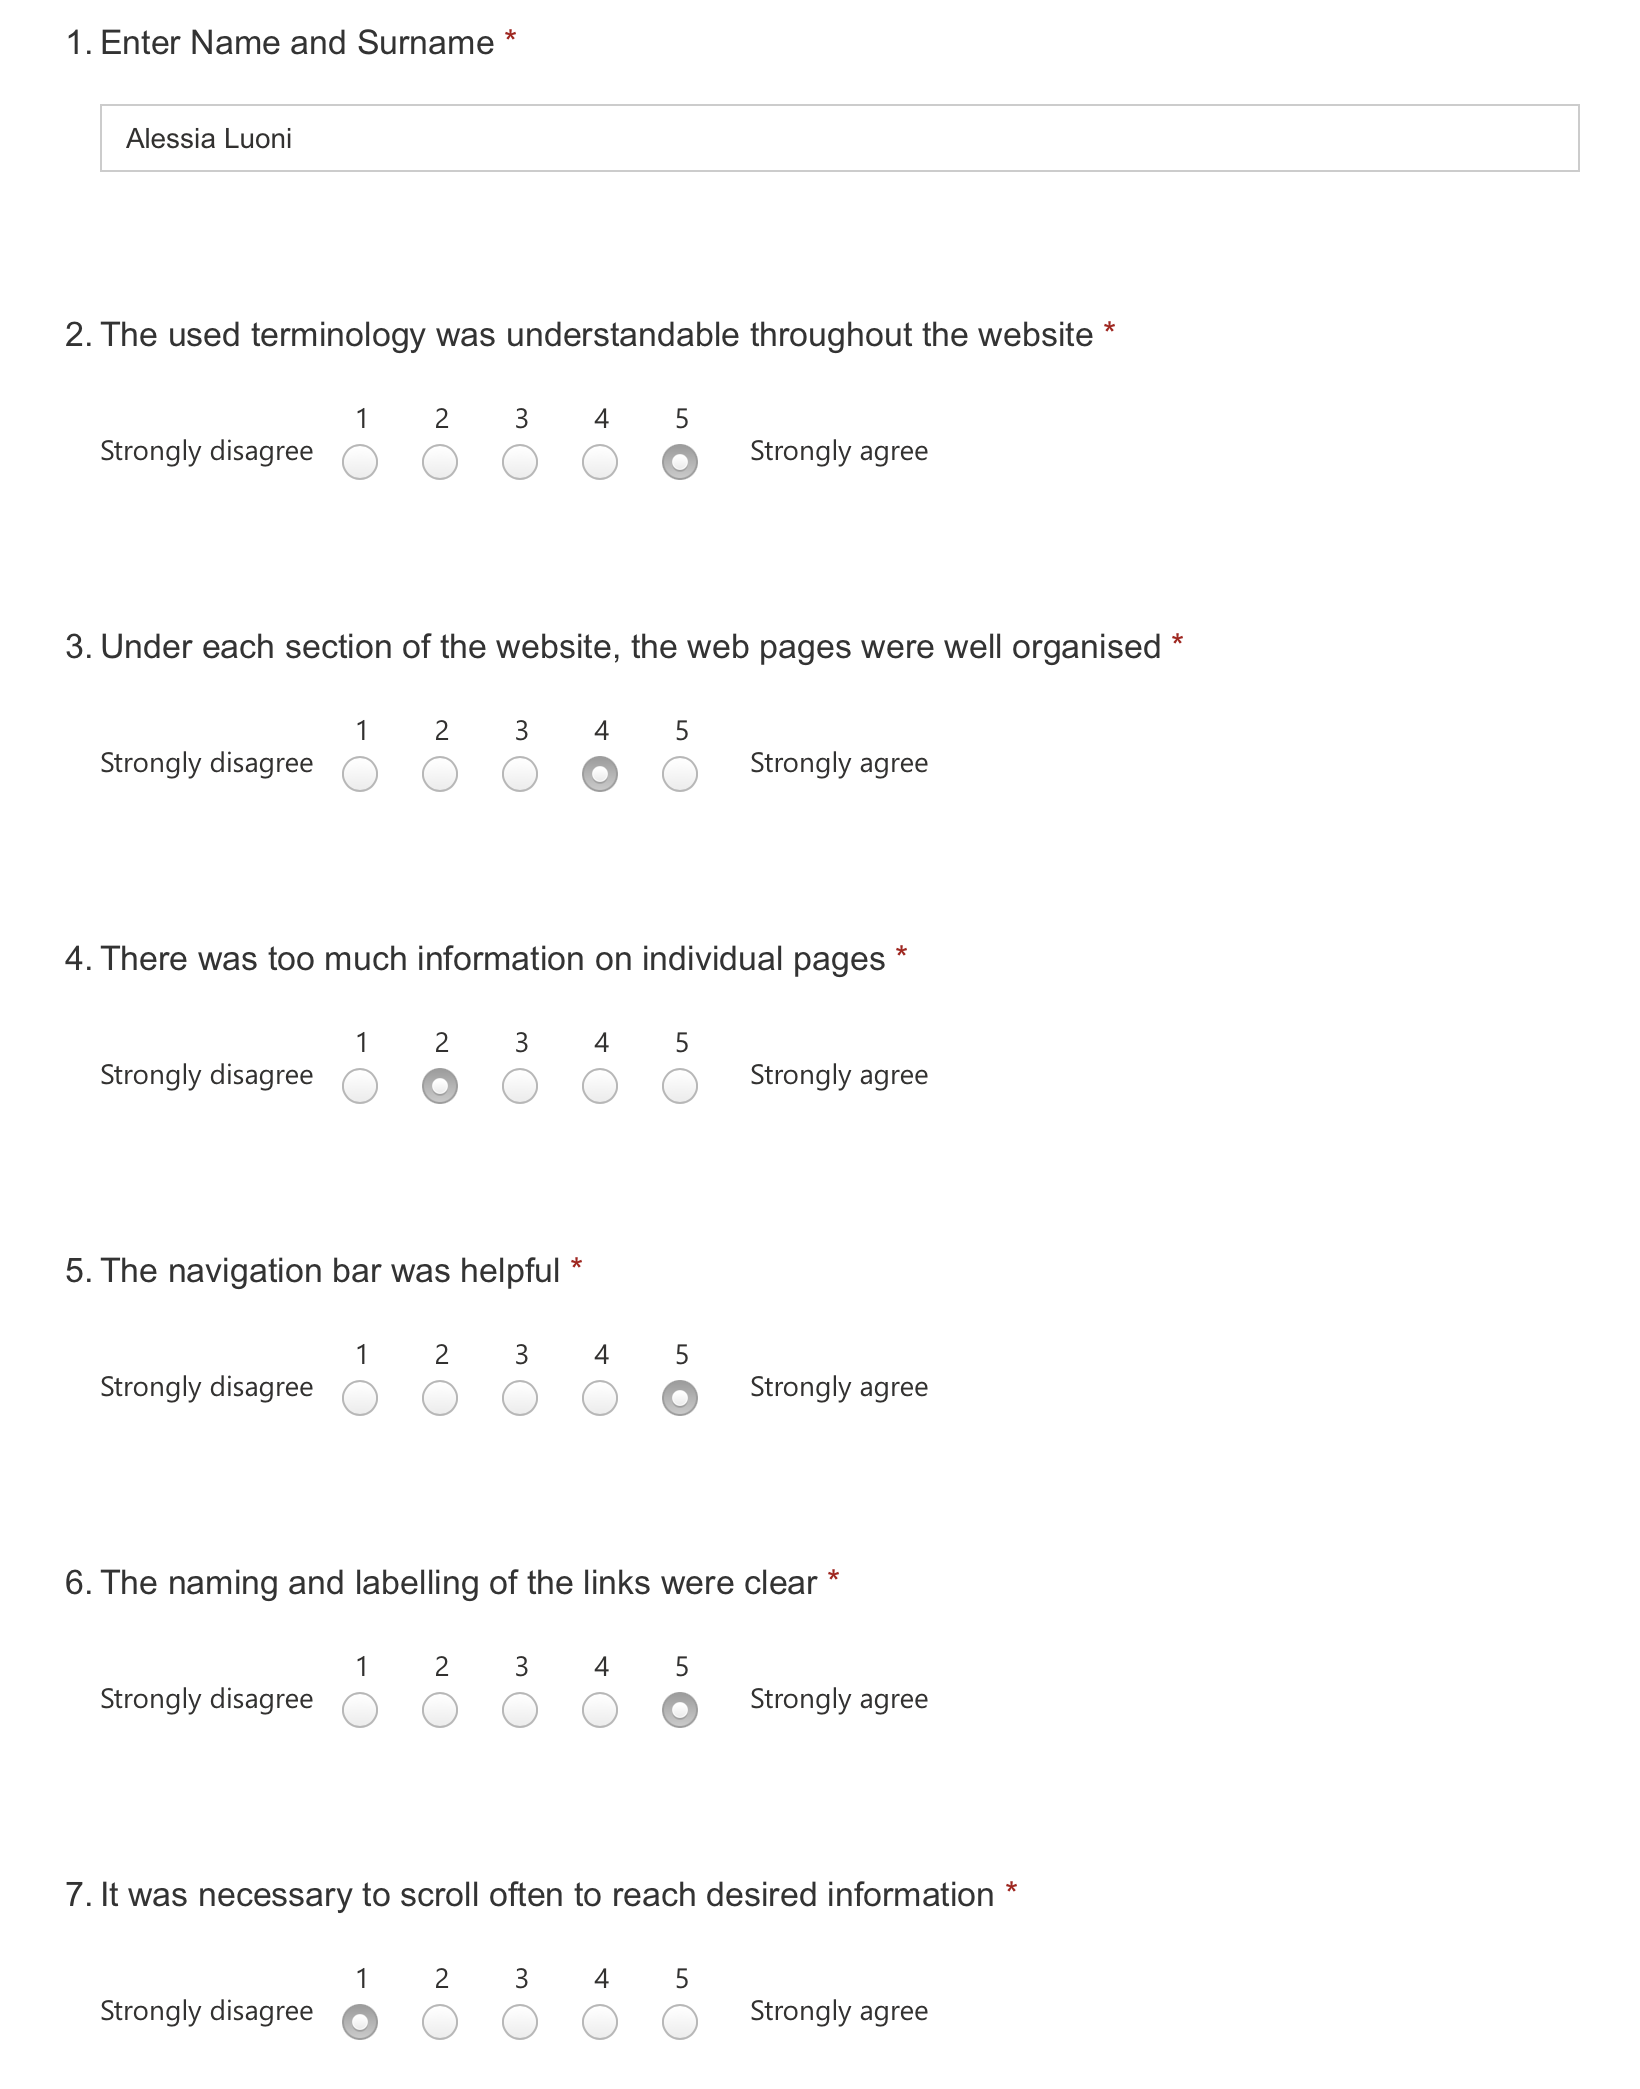 1. Enter Name and Surname *
Alessia Luoni
2. The used terminology was understandable throughout the website *
1 2 3 4 5
Strongly disagree Strongly agree
3. Under each section of the website, the web pages were well organised *
1 2 3 4 5
Strongly disagree Strongly agree
4. There was too much information on individual pages *
1 2 3 4 5
Strongly disagree Strongly agree
5. The navigation bar was helpful *
1 2 3 4 5
Strongly disagree Strongly agree
6. The naming and labelling of the links were clear *
1 2 3 4 5
Strongly disagree Strongly agree
7. It was necessary to scroll often to reach desired information *
1 2 3 4 5
Strongly disagree Strongly agree